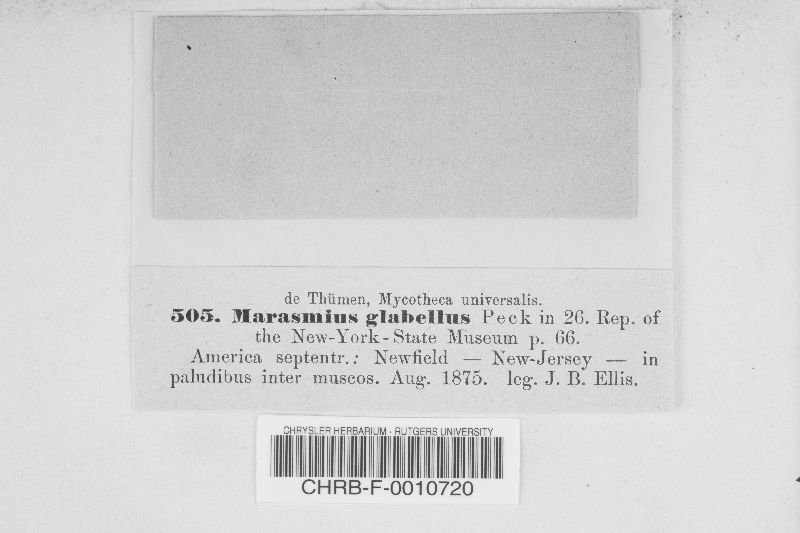 de Thümen, Mycotheca universalis.
505. Marasmius glabellus Peck in 26. Rep. of
the New-York-State Museum p. 66.
America septentr.: Newfield — New-Jersey — in
paludibus inter muscos. Aug. 1875. leg. J. B. Ellis.
CHRYSLER HERBARIUM - RUTGERS UNIVERSITY
CHRB-F-0010720